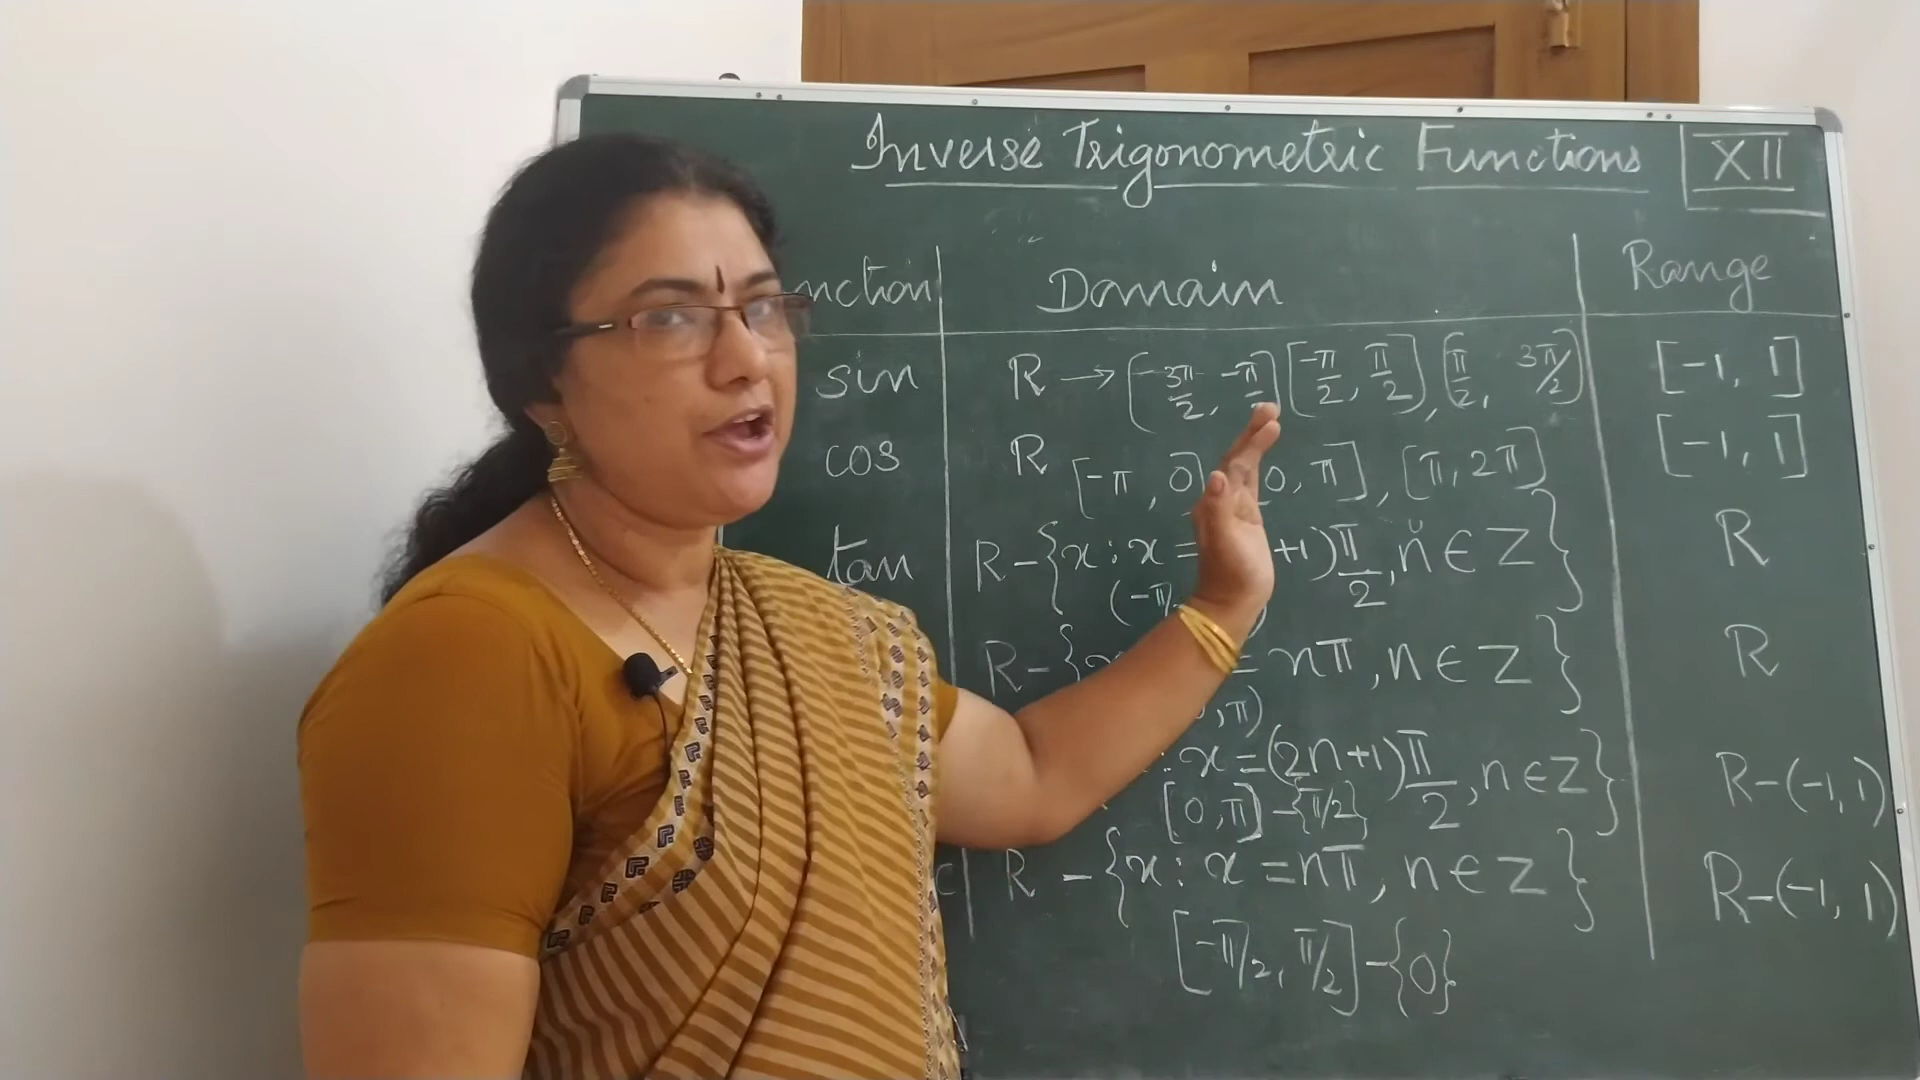 Inverse Trigonometric Functions XII
nction Domain Range
sin R → [-3π/2, -π/2] [-π/2, π/2], [π/2, 3π/2] [-1, 1]
cos R [-π, 0] 0, π], [π, 2π] [-1, 1]
tan R-{x:x= +1)π/2, n∈Z} R
(-π/
R-{x = nπ, n∈Z} R
, π)
: x=(2n+1)π/2, n∈Z} R-(-1, 1)
[0, π]-{π/2}
c R -{x: x=nπ, n∈Z} R-(-1, 1)
[-π/2, π/2]-{0}